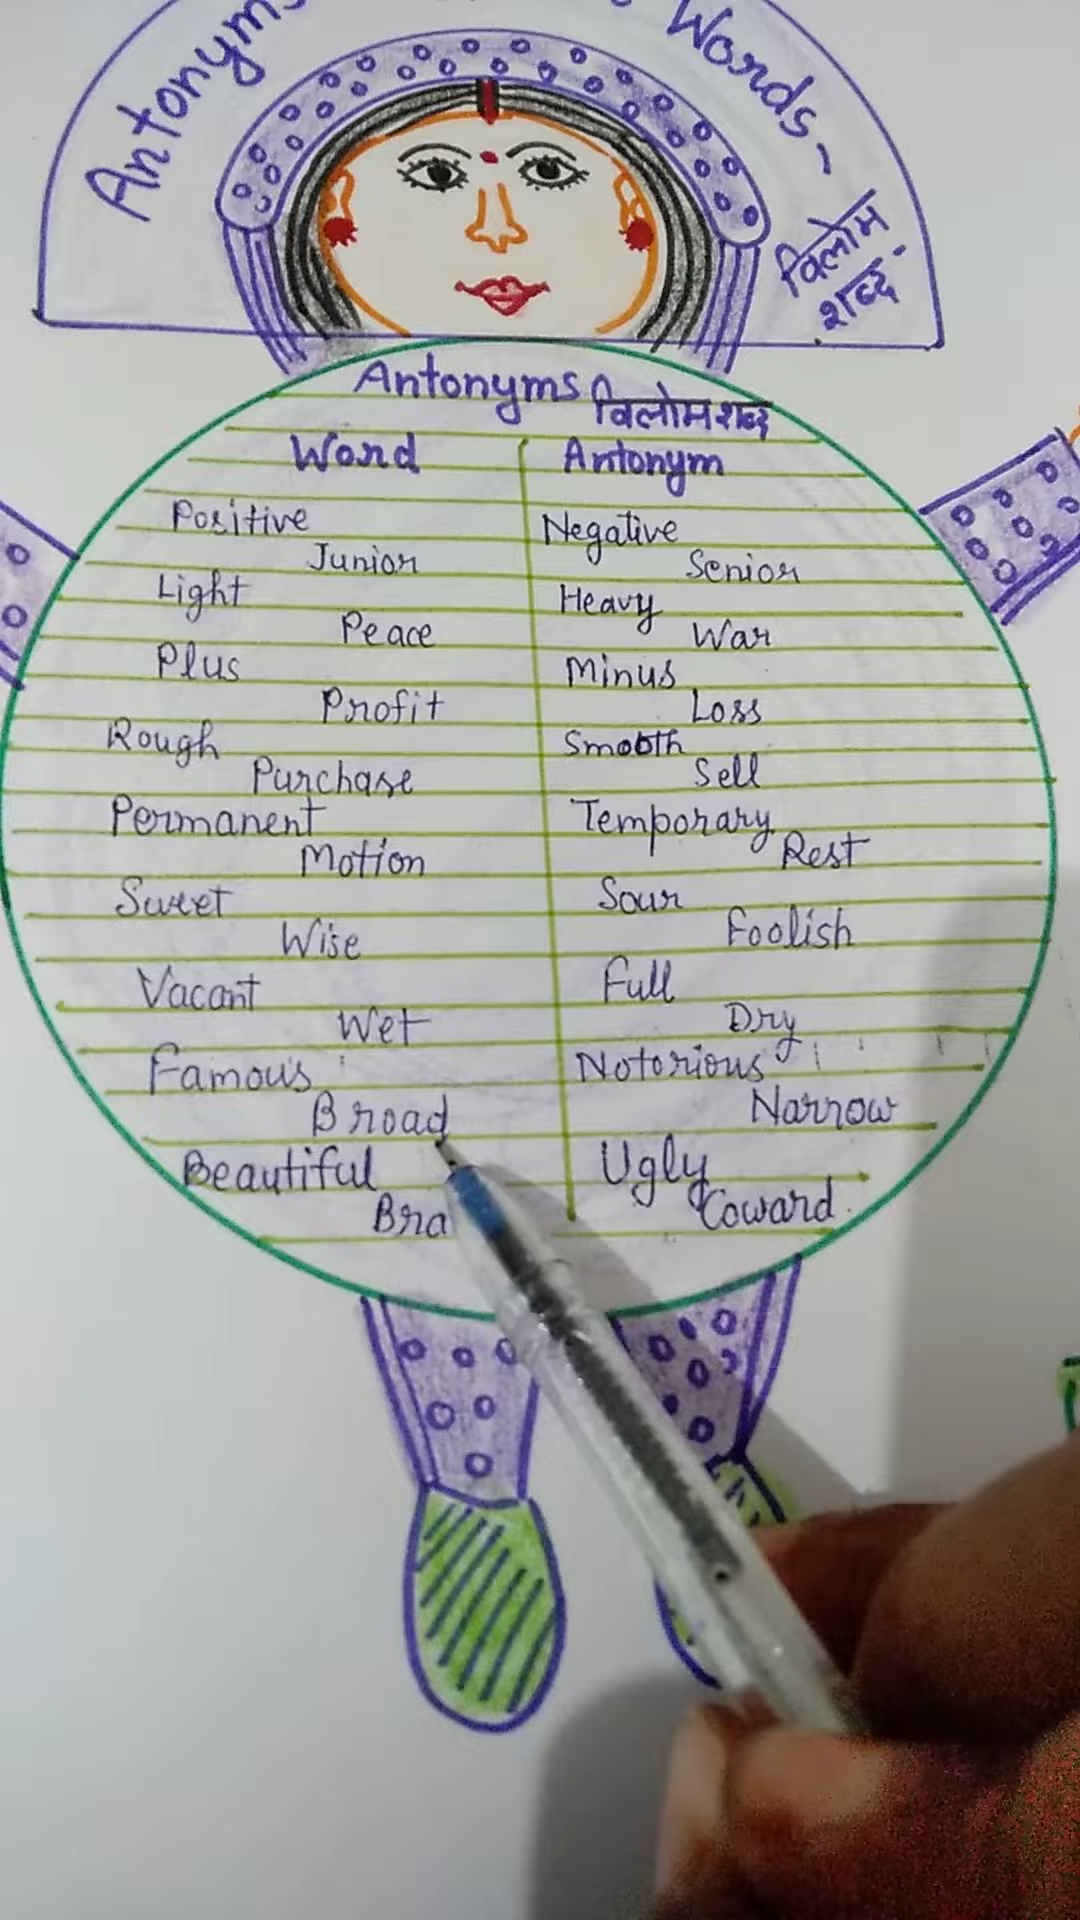 Antonyms Words-
विलोम
शब्द.
Antonyms विलोम शब्द
Word Antonym
Positive Negative
Junior Senior
Light Heavy
Peace War
Plus Minus
Profit Loss
Rough Smooth
Purchase Sell
Permanent Temporary
Motion Rest
Sweet Sour
Wise Foolish
Vacant Full
Wet Dry
Famous Notorious
Broad Narrow
Beautiful Ugly
Coward